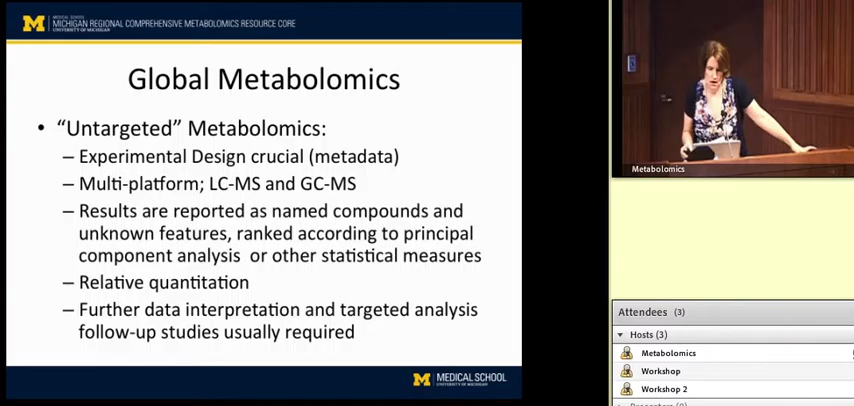 M
MEDICAL SCHOOL
UNIVERSITY OF MICHIGAN
MICHIGAN REGIONAL COMPREHENSIVE METABOLOMICS RESOURCE CORE
Global Metabolomics
• “Untargeted” Metabolomics:
– Experimental Design crucial (metadata)
– Multi-platform; LC-MS and GC-MS
– Results are reported as named compounds and
unknown features, ranked according to principal
component analysis or other statistical measures
– Relative quantitation
– Further data interpretation and targeted analysis
follow-up studies usually required
M MEDICAL SCHOOL
UNIVERSITY OF MICHIGAN
Metabolomics
Attendees (3)
Hosts (3)
Metabolomics
Workshop
Workshop 2